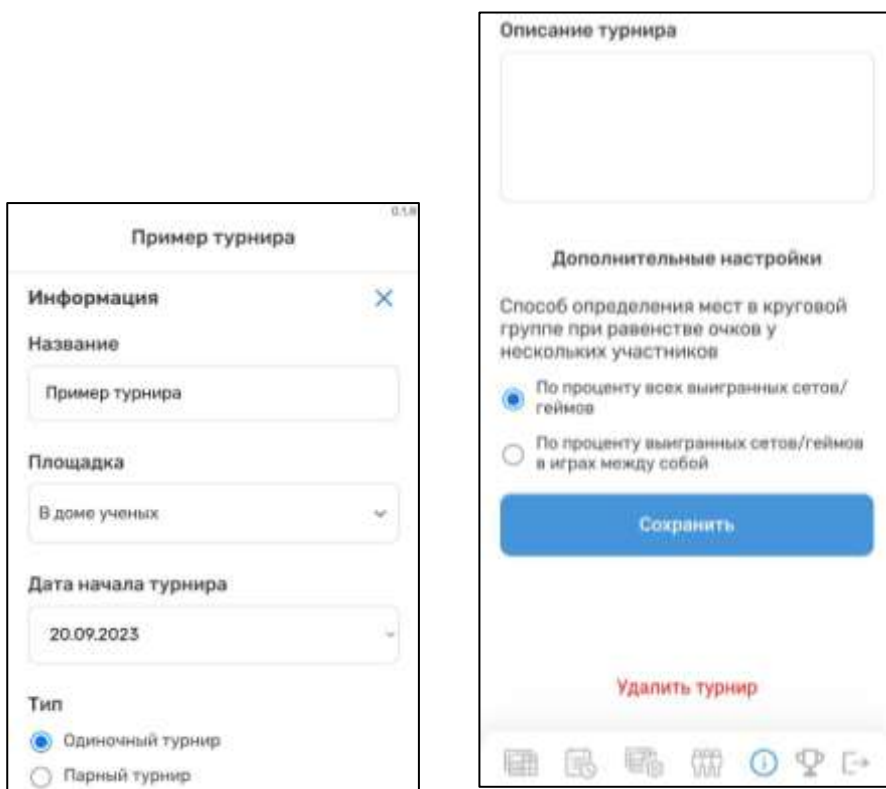 0.1.8
Пример турнира
Информация
Название
Пример турнира
Площадка
В доме ученых
Дата начала турнира
20.09.2023
Тип
Одиночный турнир
Парный турнир
Описание турнира
Дополнительные настройки
Способ определения мест в круговой
группе при равенстве очков у
нескольких участников
По проценту всех выигранных сетов/
геймов
По проценту выигранных сетов/геймов
в играх между собой
Сохранить
Удалить турнир